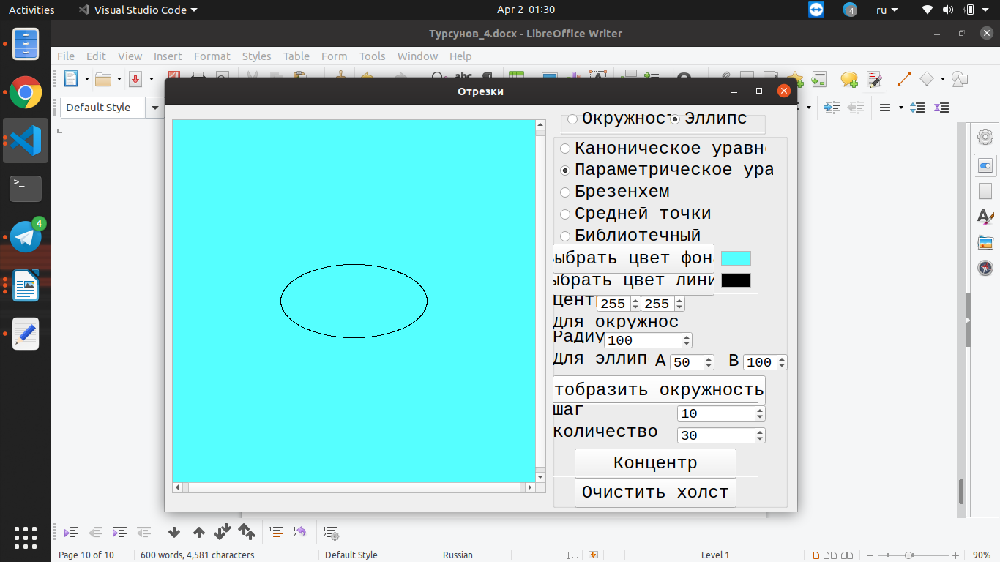 Activities Visual Studio Code Apr 2 01:30 4 ru
Турсунов_4.docx - LibreOffice Writer
File Edit View Insert Format Styles Table Form Tools Window Help
Default Style
Отрезки
Окружност Эллипс
Каноническое уравн
Параметрическое ура
Брезенхем
Средней точки
Библиотечный
ыбрать цвет фон
ыбрать цвет лини
Центр 255 255
Для окружнос
Радиу 100
Для эллип A 50 B 100
тобразить окружность
Шаг 10
Количество 30
Концентр
Очистить холст
4
Page 10 of 10 600 words, 4,581 characters Default Style Russian Level 1 90%